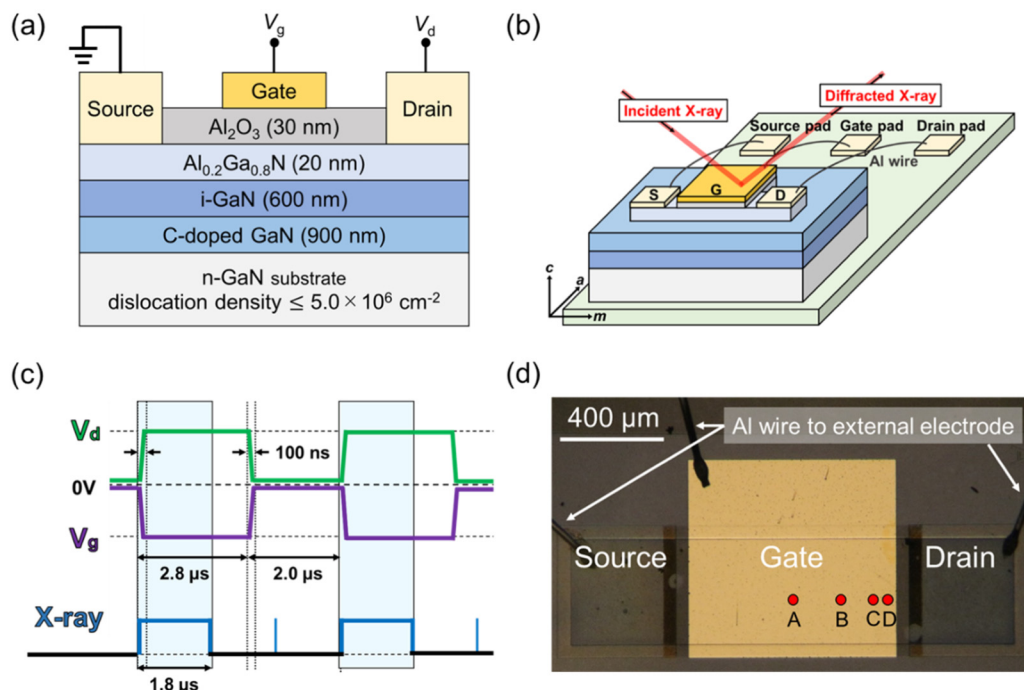 (a)
Vg
Vd
Source
Gate
Drain
Al2O3 (30 nm)
Al0.2Ga0.8N (20 nm)
i-GaN (600 nm)
C-doped GaN (900 nm)
n-GaN substrate
dislocation density ≤ 5.0 × 10⁶ cm⁻²
(b)
Incident X-ray
Diffracted X-ray
Source pad
Gate pad
Drain pad
Al wire
S
G
D
c
a
m
(c)
Vd
100 ns
0V
Vg
2.8 µs
2.0 µs
X-ray
1.8 µs
(d)
400 µm
Al wire to external electrode
Source
Gate
Drain
A
B
C
D